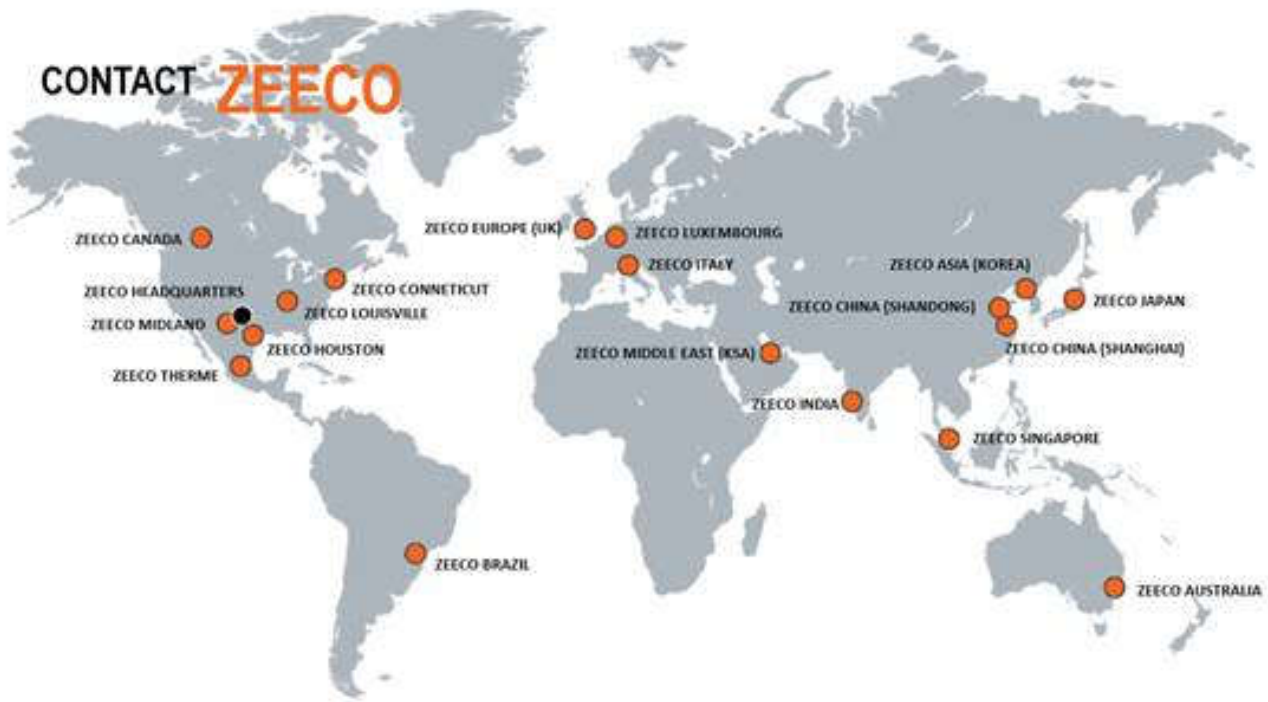 CONTACT ZEECO
ZEECO EUROPE (UK)
ZEECO LUXEMBOURG
ZEECO CANADA
ZEECO ITALY
ZEECO ASIA (KOREA)
ZEECO HEADQUARTERS
ZEECO CONNETICUT
ZEECO CHINA (SHANDONG)
ZEECO JAPAN
ZEECO LOUISVILLE
ZEECO MIDLAND
ZEECO HOUSTON
ZEECO MIDDLE EAST (KSA)
ZEECO CHINA (SHANGHAI)
ZEECO THERME
ZEECO INDIA
ZEECO SINGAPORE
ZEECO BRAZIL
ZEECO AUSTRALIA